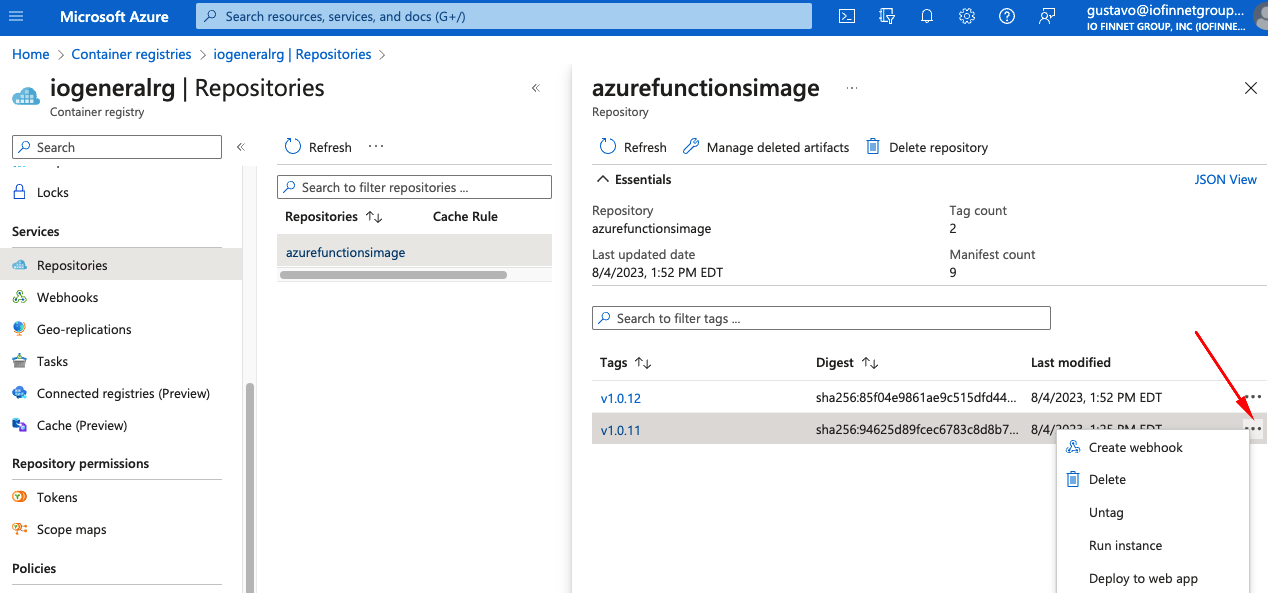 Microsoft Azure
Search resources, services, and docs (G+/)
gustavo@iofinnetgroup...
IO FINNET GROUP, INC (IOFINNE...
Home > Container registries > iogeneralrg | Repositories >
iogeneralrg | Repositories
Container registry
Search
Locks
Services
Repositories
Webhooks
Geo-replications
Tasks
Connected registries (Preview)
Cache (Preview)
Repository permissions
Tokens
Scope maps
Policies
Refresh ...
Search to filter repositories ...
Repositories Cache Rule
azurefunctionsimage
azurefunctionsimage ...
Repository
Refresh Manage deleted artifacts Delete repository
Essentials JSON View
Repository Tag count
azurefunctionsimage 2
Last updated date Manifest count
8/4/2023, 1:52 PM EDT 9
Search to filter tags ...
Tags Digest Last modified
v1.0.12 sha256:85f04e9861ae9c515dfd44... 8/4/2023, 1:52 PM EDT ...
v1.0.11 sha256:94625d89fcec6783c8d8b7... 8/4/2023, 1:25 PM EDT ...
Create webhook
Delete
Untag
Run instance
Deploy to web app